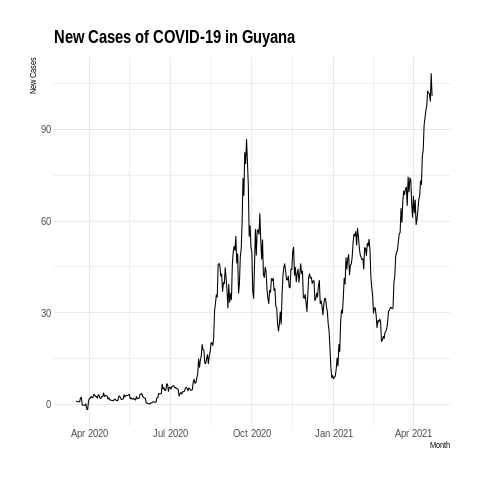 New Cases of COVID-19 in Guyana
New Cases
90
60
30
0
Apr 2020 Jul 2020 Oct 2020 Jan 2021 Apr 2021
Month